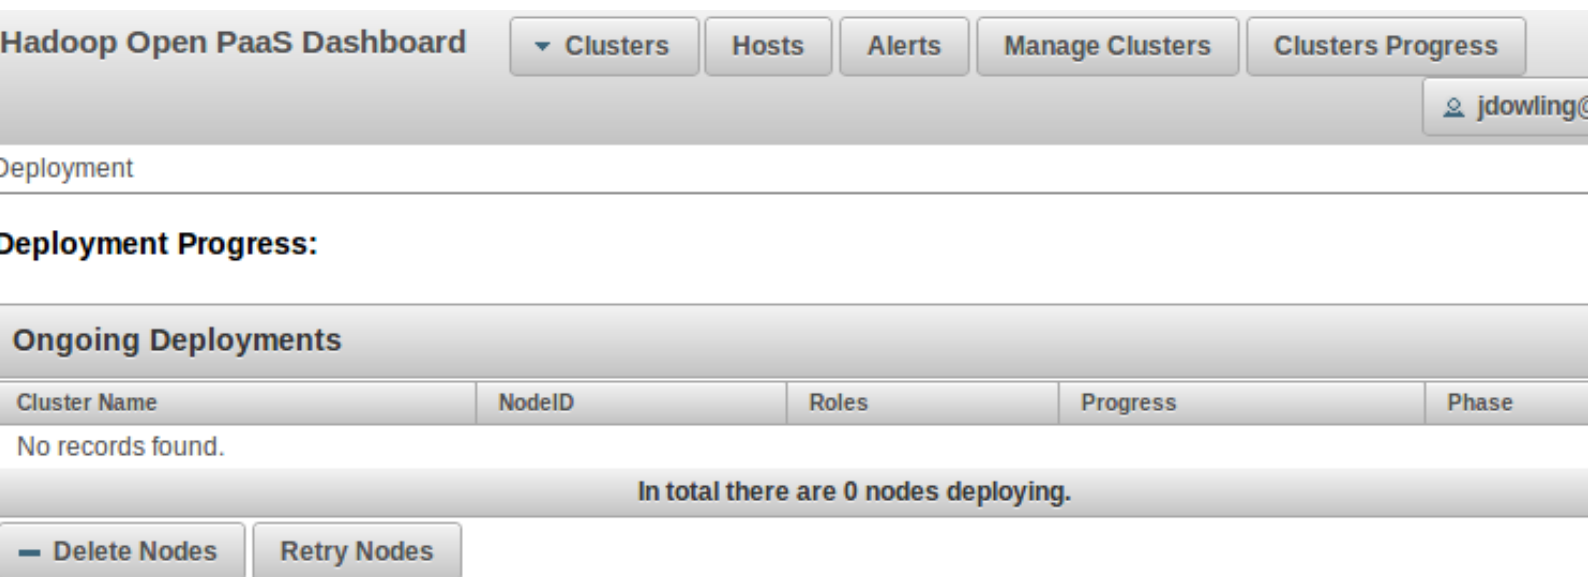 Hadoop Open PaaS Dashboard Clusters Hosts Alerts Manage Clusters Clusters Progress
jdowling@
Deployment
Deployment Progress:
Ongoing Deployments
Cluster Name NodeID Roles Progress Phase
No records found.
In total there are 0 nodes deploying.
Delete Nodes Retry Nodes